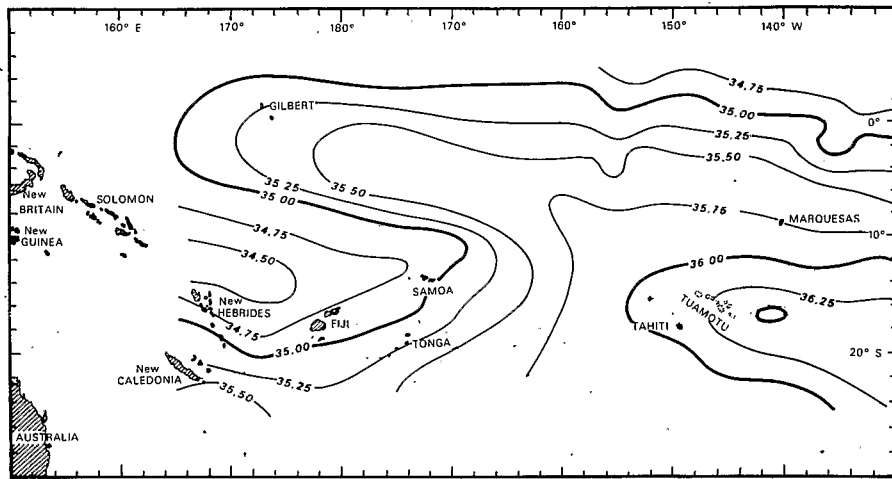 160° E
170°
180°
170°
160°
150°
140° W
34.75
GILBERT
35.00
0°
35.25
35.50
New
BRITAIN
SOLOMON
35.25
35.50
35.00
New
GUINEA
34.75
35.75
MARQUESAS
10°
34.50
36.00
SAMOA
New
HEBRIDES
36.25
TUAMOTU
34.75
FIJI
TAHITI
35.00
TONGA
20° S
New
CALEDONIA
35.25
35.50
AUSTRALIA